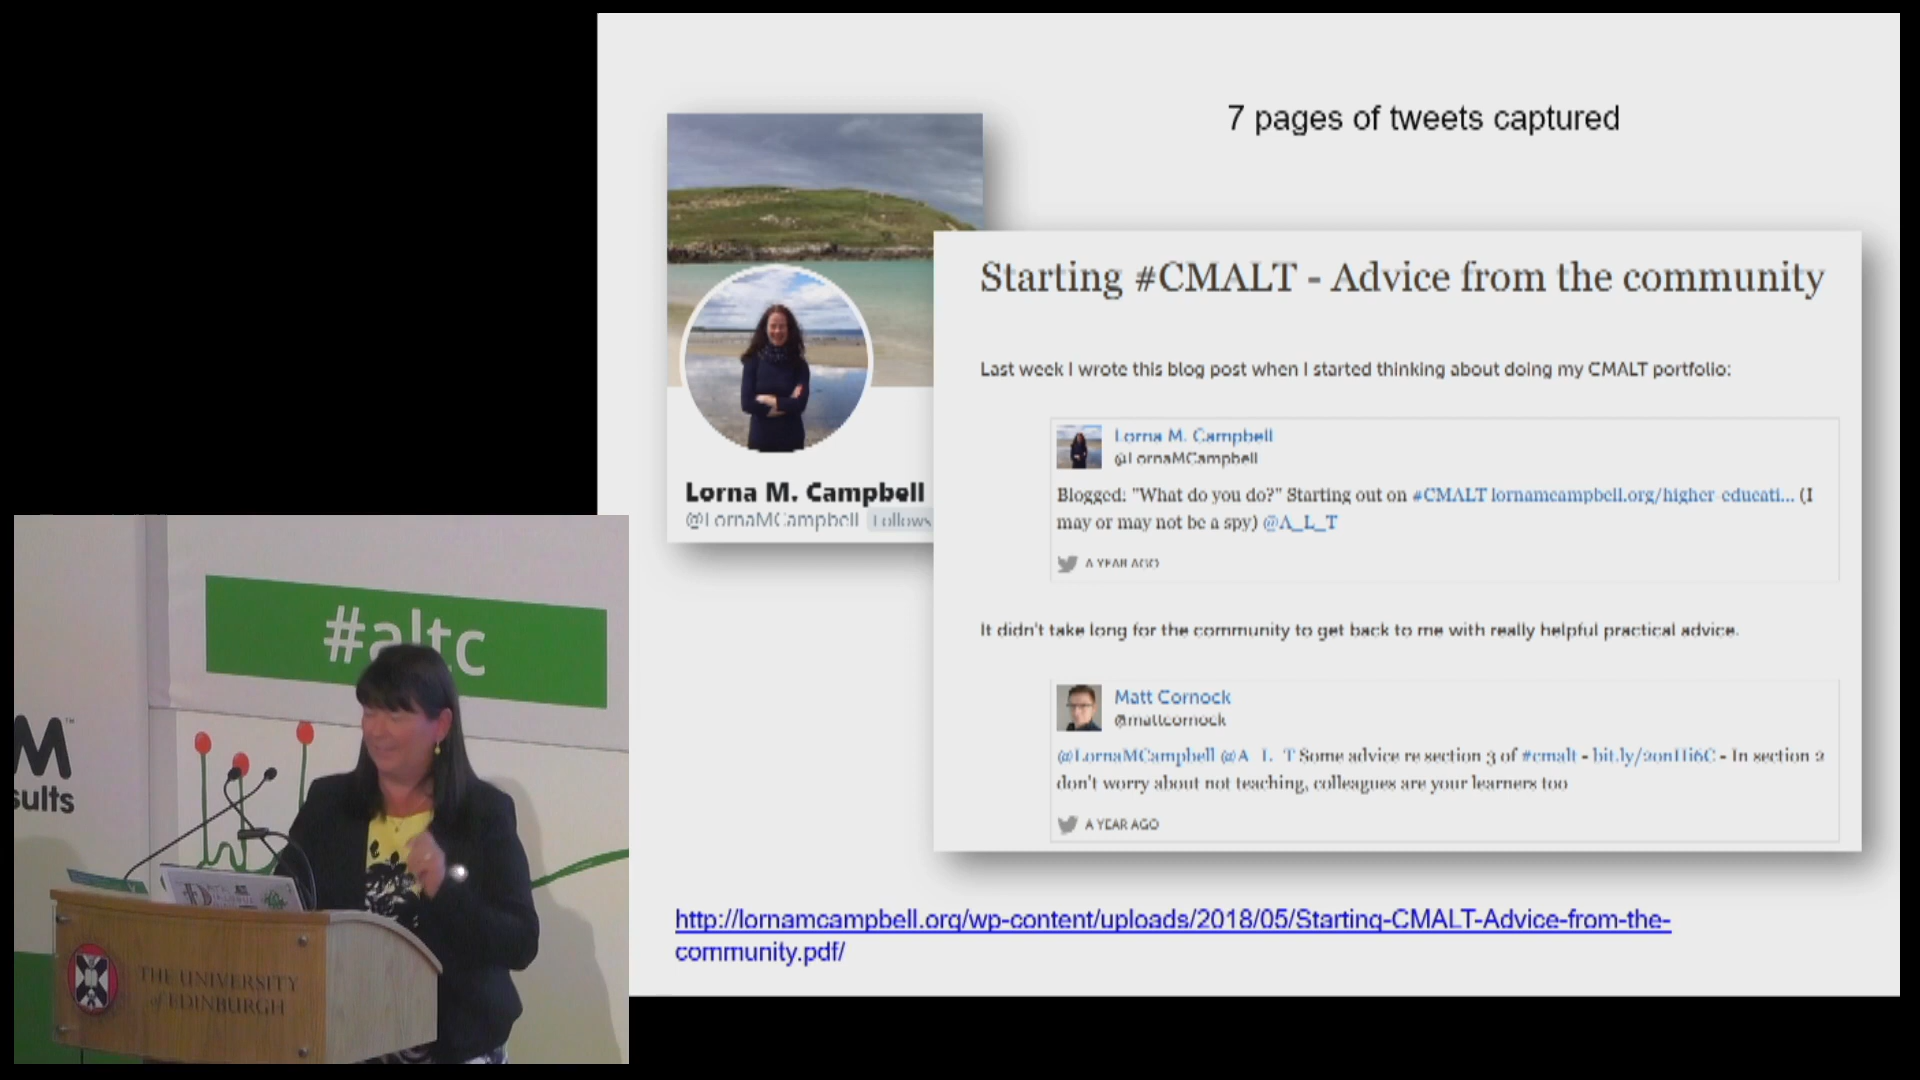 7 pages of tweets captured
Lorna M. Campbell
@LornaMCampbell Follows
Starting #CMALT - Advice from the community
Last week I wrote this blog post when I started thinking about doing my CMALT portfolio:
Lorna M. Campbell
@LornaMCampbell
Blogged: "What do you do?" Starting out on #CMALT lornamcampbell.org/higher-educati... (I
may or may not be a spy) @A_L_T
A YEAR AGO
It didn't take long for the community to get back to me with really helpful practical advice.
Matt Cornock
@mattcornock
@LornaMCampbell @A_L_T Some advice re section 3 of #cmalt - - In section 2
don't worry about not teaching, colleagues are your learners too
A YEAR AGO
http://lornamcampbell.org/wp-content/uploads/2018/05/Starting-CMALT-Advice-from-the-
community.pdf/
#altc
M™
sults
THE UNIVERSITY
of EDINBURGH